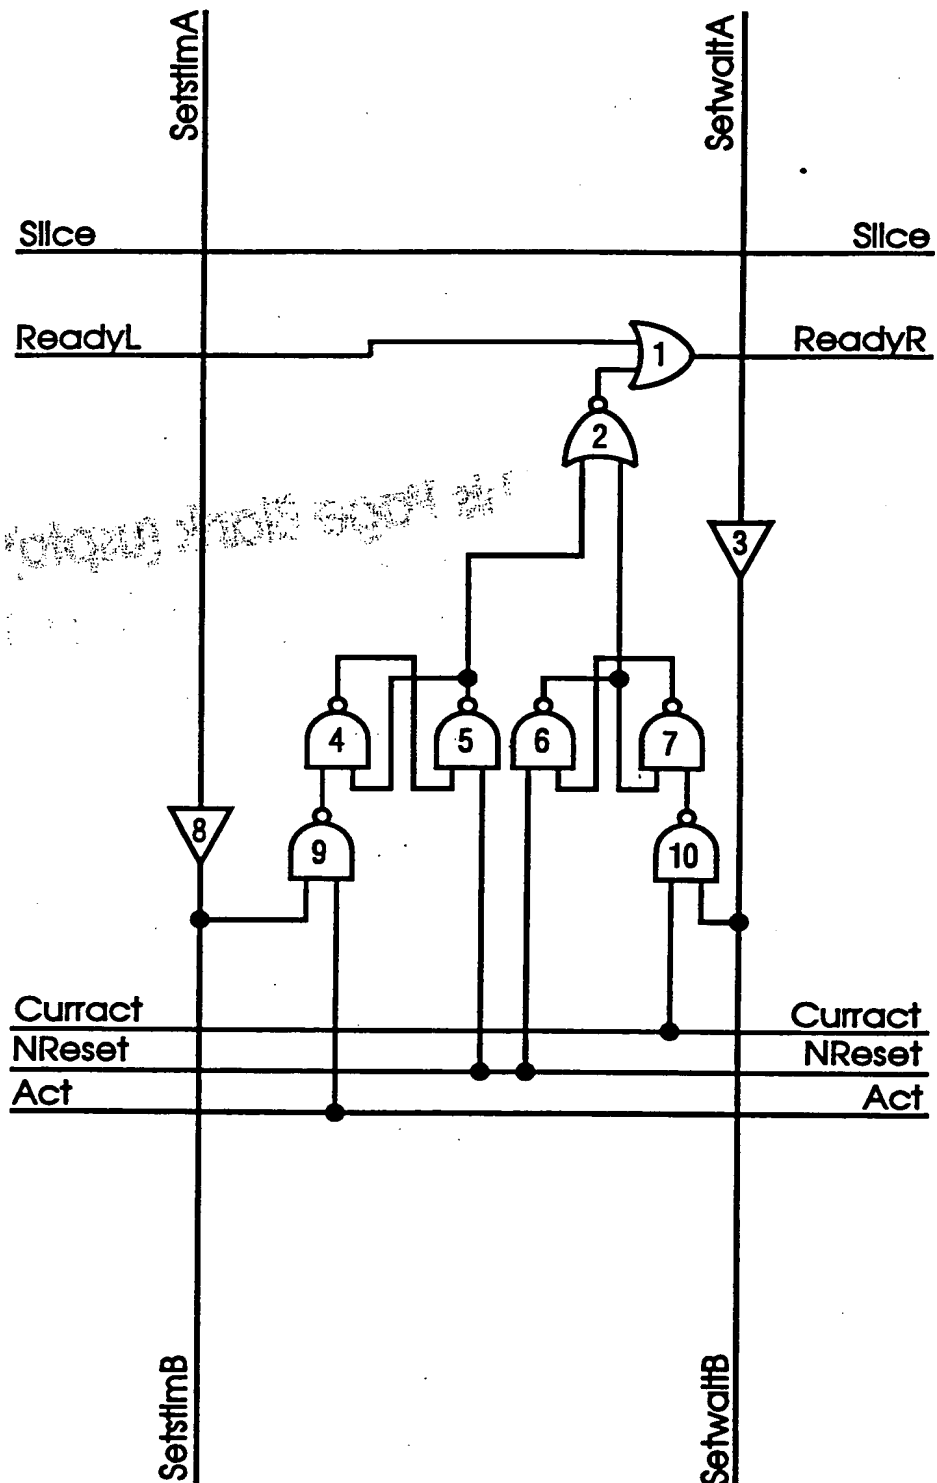 SetstimA
SetwaitA
Slice
Slice
ReadyL
ReadyR
1
2
3
4
5
6
7
8
9
10
Curract
Curract
NReset
NReset
Act
Act
SetstimB
SetwaitB